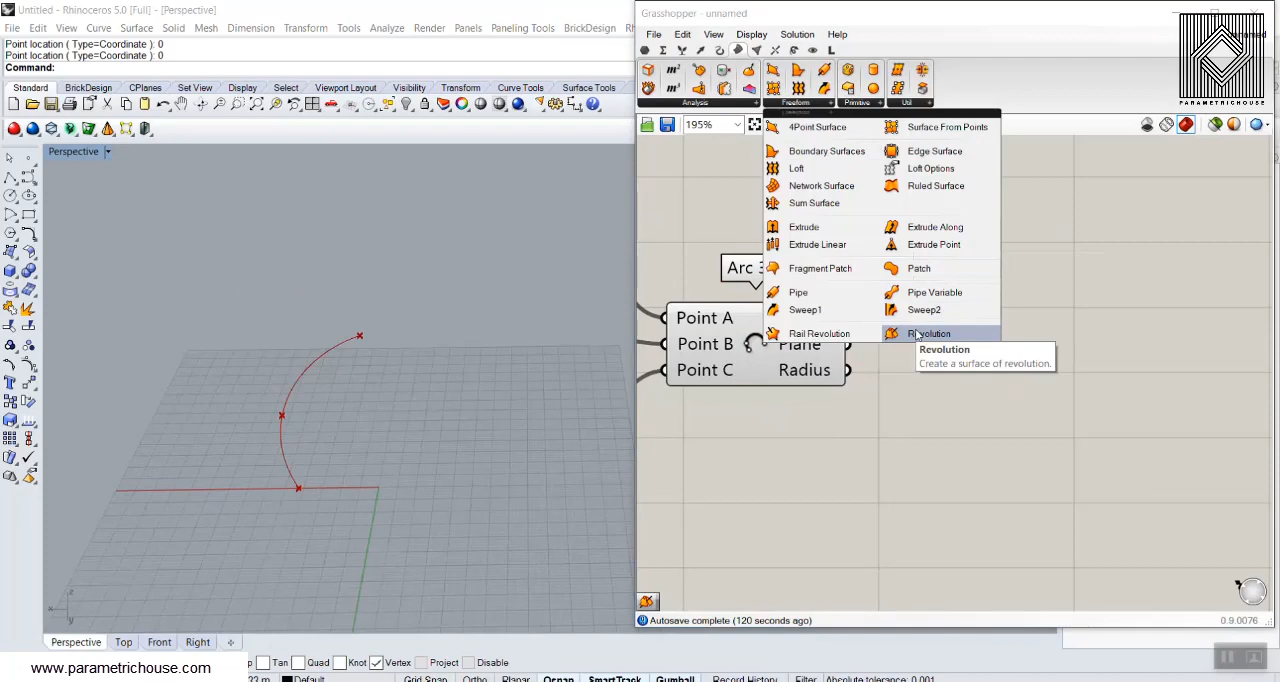 Untitled - Rhinoceros 5.0 [Full] - [Perspective]
File Edit View Curve Surface Solid Mesh Dimension Transform Tools Analyze Render Panels Paneling Tools BrickDesign
Point location ( Type=Coordinate ): 0
Point location ( Type=Coordinate ): 0
Command:
Standard BrickDesign CPlanes Set View Display Select Viewport Layout Visibility Transform Curve Tools Surface Tools
Perspective
z
x
y
Perspective Top Front Right
Tan Quad Knot Vertex Project Disable
www.parametrichouse.com
Default
Grid Snap Ortho Planar Osnap SmartTrack Gumball Record History Filter Absolute tolerance: 0.001
Grasshopper - unnamed
File Edit View Display Solution Help
unnamed
PARAMETRICHOUSE
Analysis Freeform Primitive Util
195%
4Point Surface Surface From Points
Boundary Surfaces Edge Surface
Loft Loft Options
Network Surface Ruled Surface
Sum Surface
Extrude Extrude Along
Extrude Linear Extrude Point
Fragment Patch Patch
Pipe Pipe Variable
Sweep1 Sweep2
Rail Revolution Revolution
Revolution
Create a surface of revolution.
Arc
Point A
Point B Plane
Point C Radius
Autosave complete (120 seconds ago)
0.9.0076